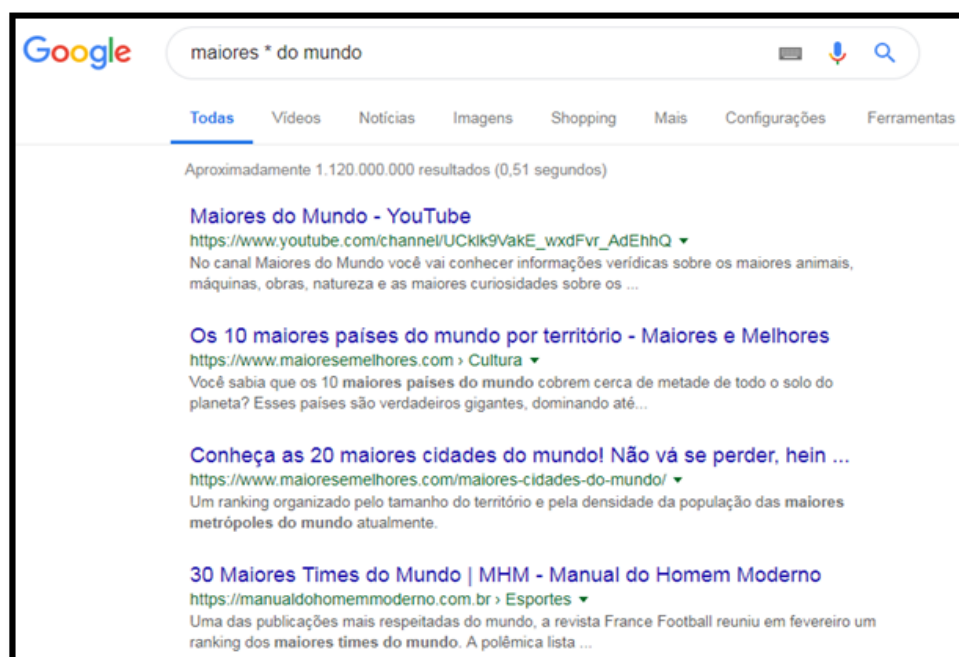 Google
maiores * do mundo
Todas Vídeos Notícias Imagens Shopping Mais Configurações Ferramentas
Aproximadamente 1.120.000.000 resultados (0,51 segundos)
Maiores do Mundo - YouTube
https://www.youtube.com/channel/UCklk9VakE_wxdFvr_AdEhhQ
No canal Maiores do Mundo você vai conhecer informações verídicas sobre os maiores animais,
máquinas, obras, natureza e as maiores curiosidades sobre os ...
Os 10 maiores países do mundo por território - Maiores e Melhores
https://www.maioresemelhores.com › Cultura
Você sabia que os 10 maiores países do mundo cobrem cerca de metade de todo o solo do
planeta? Esses países são verdadeiros gigantes, dominando até...
Conheça as 20 maiores cidades do mundo! Não vá se perder, hein ...
https://www.maioresemelhores.com/maiores-cidades-do-mundo/
Um ranking organizado pelo tamanho do território e pela densidade da população das maiores
metrópoles do mundo atualmente.
30 Maiores Times do Mundo | MHM - Manual do Homem Moderno
https://manualdohomemmoderno.com.br › Esportes
Uma das publicações mais respeitadas do mundo, a revista France Football reuniu em fevereiro um
ranking dos maiores times do mundo. A polêmica lista ...